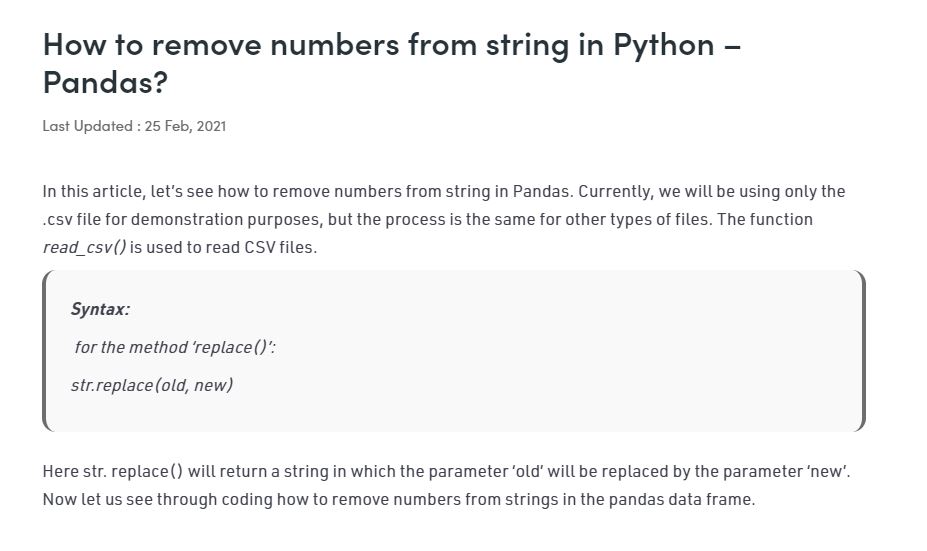 How to remove numbers from string in Python –
Pandas?
Last Updated : 25 Feb, 2021
In this article, let’s see how to remove numbers from string in Pandas. Currently, we will be using only the
.csv file for demonstration purposes, but the process is the same for other types of files. The function
read_csv() is used to read CSV files.
Syntax:
for the method ‘replace()’:
str.replace(old, new)
Here str. replace() will return a string in which the parameter ‘old’ will be replaced by the parameter ‘new’.
Now let us see through coding how to remove numbers from strings in the pandas data frame.